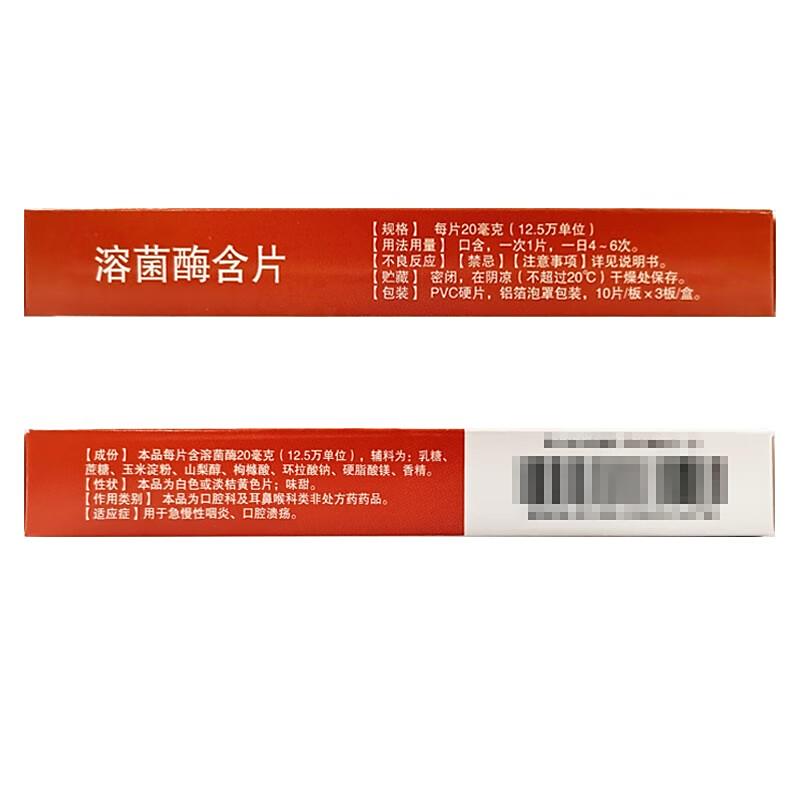 溶菌酶含片
【规格】 每片20毫克（12.5万单位）
【用法用量】 口含，一次1片，一日4～6次。
【不良反应】【禁忌】【注意事项】详见说明书。
【贮藏】 密闭，在阴凉（不超过20℃）干燥处保存。
【包装】 PVC硬片，铝箔泡罩包装，10片/板×3板/盒。
【成份】 本品每片含溶菌酶20毫克（12.5万单位），辅料为：乳糖、
蔗糖、玉米淀粉、山梨醇、枸橼酸、环拉酸钠、硬脂酸镁、香精。
【性状】 本品为白色或淡桔黄色片；味甜。
【作用类别】 本品为口腔科及耳鼻喉科类非处方药药品。
【适应症】用于急慢性咽炎、口腔溃疡。